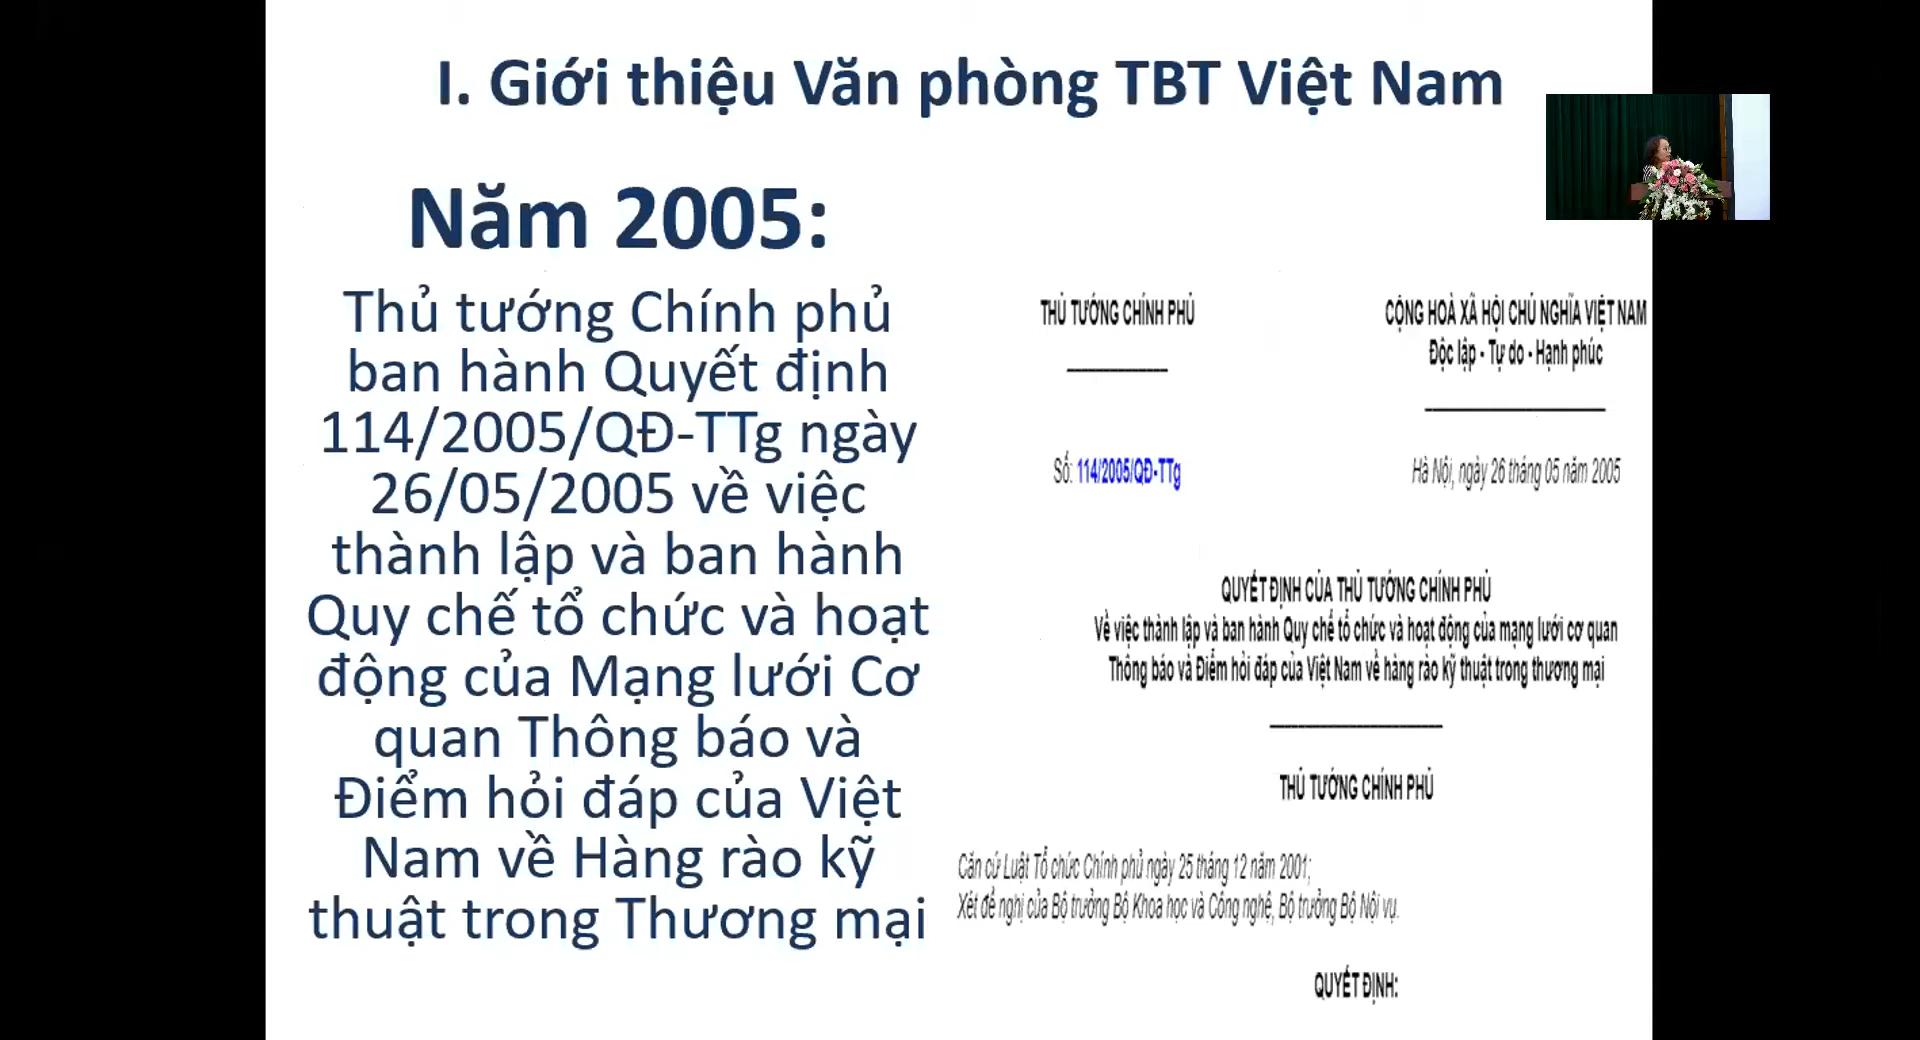 I. Giới thiệu Văn phòng TBT Việt Nam
Năm 2005:
Thủ tướng Chính phủ
ban hành Quyết định
114/2005/QĐ-TTg ngày
26/05/2005 về việc
thành lập và ban hành
Quy chế tổ chức và hoạt
động của Mạng lưới Cơ
quan Thông báo và
Điểm hỏi đáp của Việt
Nam về Hàng rào kỹ
thuật trong Thương mại
THỦ TƯỚNG CHÍNH PHỦ
CỘNG HOÀ XÃ HỘI CHỦ NGHĨA VIỆT NAM
Độc lập - Tự do - Hạnh phúc
Số: 114/2005/QĐ-TTg
Hà Nội, ngày 26 tháng 05 năm 2005
QUYẾT ĐỊNH CỦA THỦ TƯỚNG CHÍNH PHỦ
Về việc thành lập và ban hành Quy chế tổ chức và hoạt động của mạng lưới cơ quan
Thông báo và Điểm hỏi đáp của Việt Nam về hàng rào kỹ thuật trong thương mại
THỦ TƯỚNG CHÍNH PHỦ
Căn cứ Luật Tổ chức Chính phủ ngày 25 tháng 12 năm 2001;
Xét đề nghị của Bộ trưởng Bộ Khoa học và Công nghệ, Bộ trưởng Bộ Nội vụ.
QUYẾT ĐỊNH: